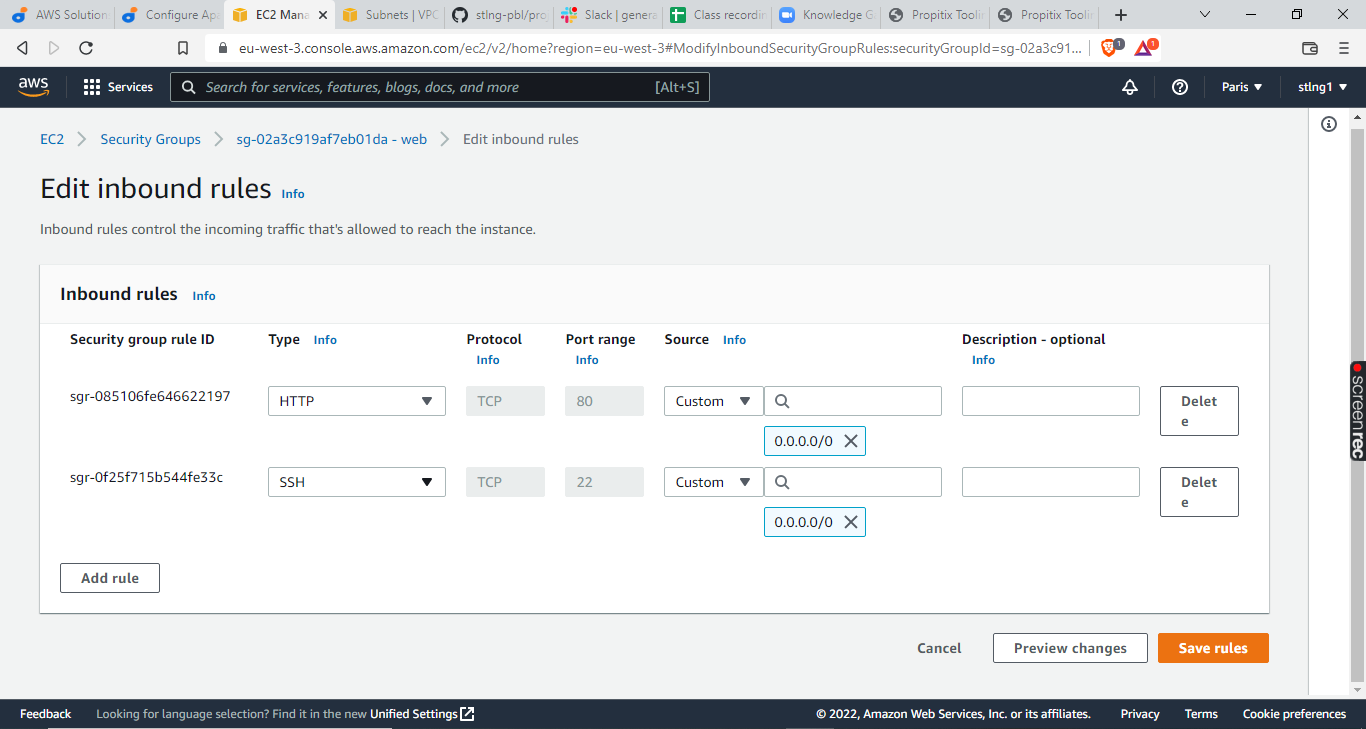 AWS Solution
Configure Apa
EC2 Mana
Subnets | VPC
stlng-pbl/pro
Slack | genera
Class recordin
Knowledge G
Propitix Toolin
Propitix Toolin
eu-west-3.console.aws.amazon.com/ec2/v2/home?region=eu-west-3#ModifyInboundSecurityGroupRules:securityGroupId=sg-02a3c91...
1
1
aws
Services
Search for services, features, blogs, docs, and more
[Alt+S]
Paris
stlng1
EC2
Security Groups
sg-02a3c919af7eb01da - web
Edit inbound rules
Edit inbound rules Info
Inbound rules control the incoming traffic that's allowed to reach the instance.
Inbound rules Info
Security group rule ID
Type Info
Protocol
Info
Port range
Info
Source Info
Description - optional
Info
sgr-085106fe646622197
HTTP
TCP
80
Custom
0.0.0.0/0
Delet
e
sgr-0f25f715b544fe33c
SSH
TCP
22
Custom
0.0.0.0/0
Delet
e
Add rule
Cancel
Preview changes
Save rules
screenrec
Feedback
Looking for language selection? Find it in the new Unified Settings
© 2022, Amazon Web Services, Inc. or its affiliates.
Privacy
Terms
Cookie preferences